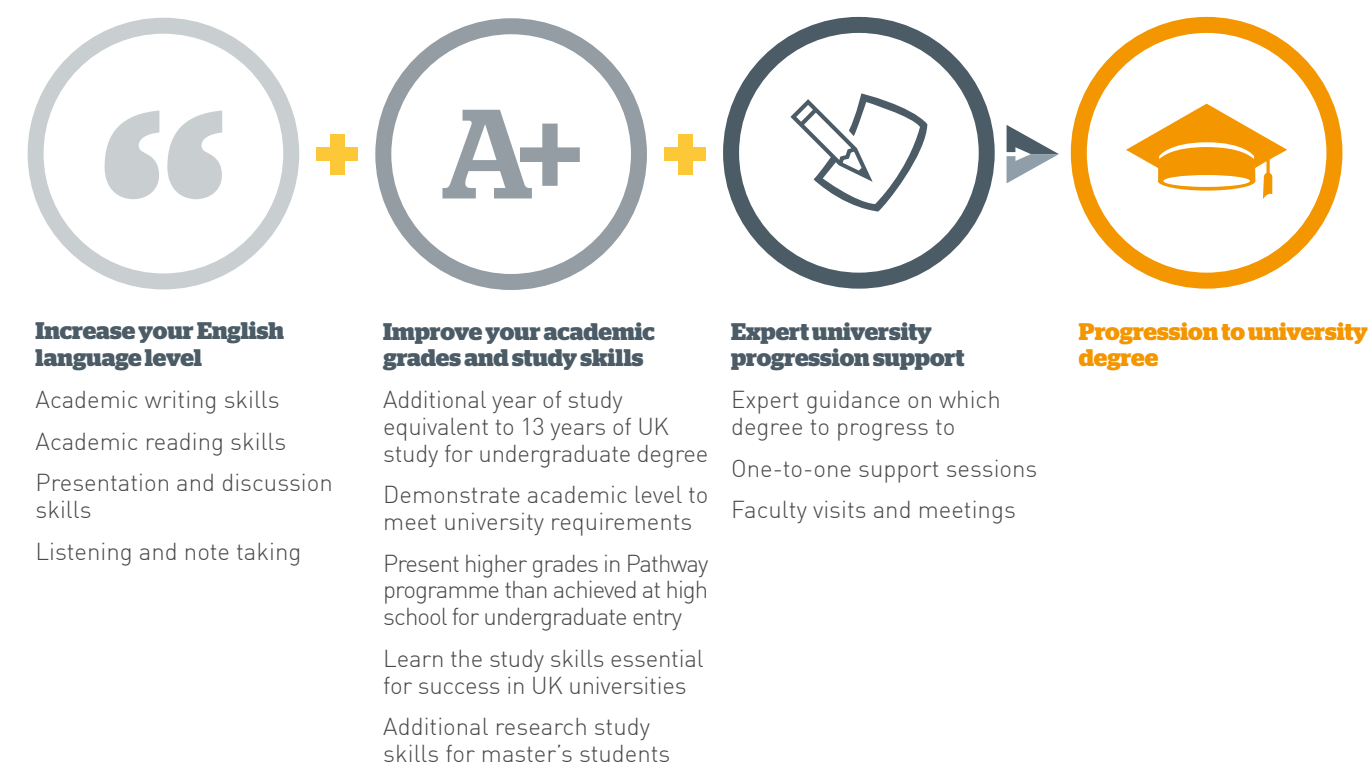 A+
Increase your English
language level
Academic writing skills
Academic reading skills
Presentation and discussion
skills
Listening and note taking
Improve your academic
grades and study skills
Additional year of study
equivalent to 13 years of UK
study for undergraduate degree
Demonstrate academic level to
meet university requirements
Present higher grades in Pathway
programme than achieved at high
school for undergraduate entry
Learn the study skills essential
for success in UK universities
Additional research study
skills for master's students
Expert university
progression support
Expert guidance on which
degree to progress to
One-to-one support sessions
Faculty visits and meetings
Progression to university
degree